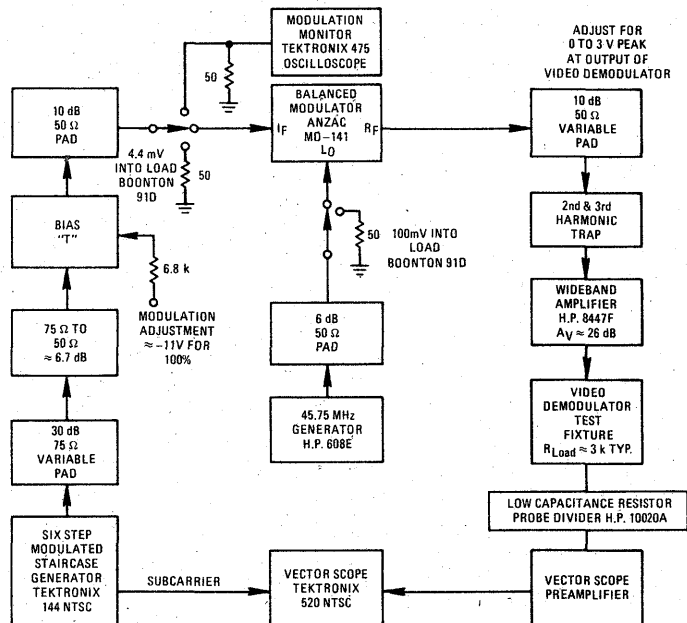 MODULATION
MONITOR
TEKTRONIX 475
OSCILLOSCOPE
50
ADJUST FOR
0 TO 3 V PEAK
AT OUTPUT OF
VIDEO DEMODULATOR
10 dB
50 Ω
PAD
4.4 mV
INTO LOAD
BOONTON
91D
50
BALANCED
MODULATOR
ANZAC
MD-141
IF
RF
LO
10 dB
50 Ω
VARIABLE
PAD
BIAS
"T"
6.8 k
MODULATION
ADJUSTMENT
≈ -11V FOR
100%
50
100mV INTO
LOAD
BOONTON 91D
2nd & 3rd
HARMONIC
TRAP
75 Ω TO
50 Ω
≈ 6.7 dB
6 dB
50 Ω
PAD
WIDEBAND
AMPLIFIER
H.P. 8447F
AV ≈ 26 dB
30 dB
75 Ω
VARIABLE
PAD
45.75 MHz
GENERATOR
H.P. 608E
VIDEO
DEMODULATOR
TEST
FIXTURE
RLoad ≈ 3 k TYP.
LOW CAPACITANCE RESISTOR
PROBE DIVIDER H.P. 10020A
SIX STEP
MODULATED
STAIRCASE
GENERATOR
TEKTRONIX
144 NTSC
SUBCARRIER
VECTOR SCOPE
TEKTRONIX
520 NTSC
VECTOR SCOPE
PREAMPLIFIER